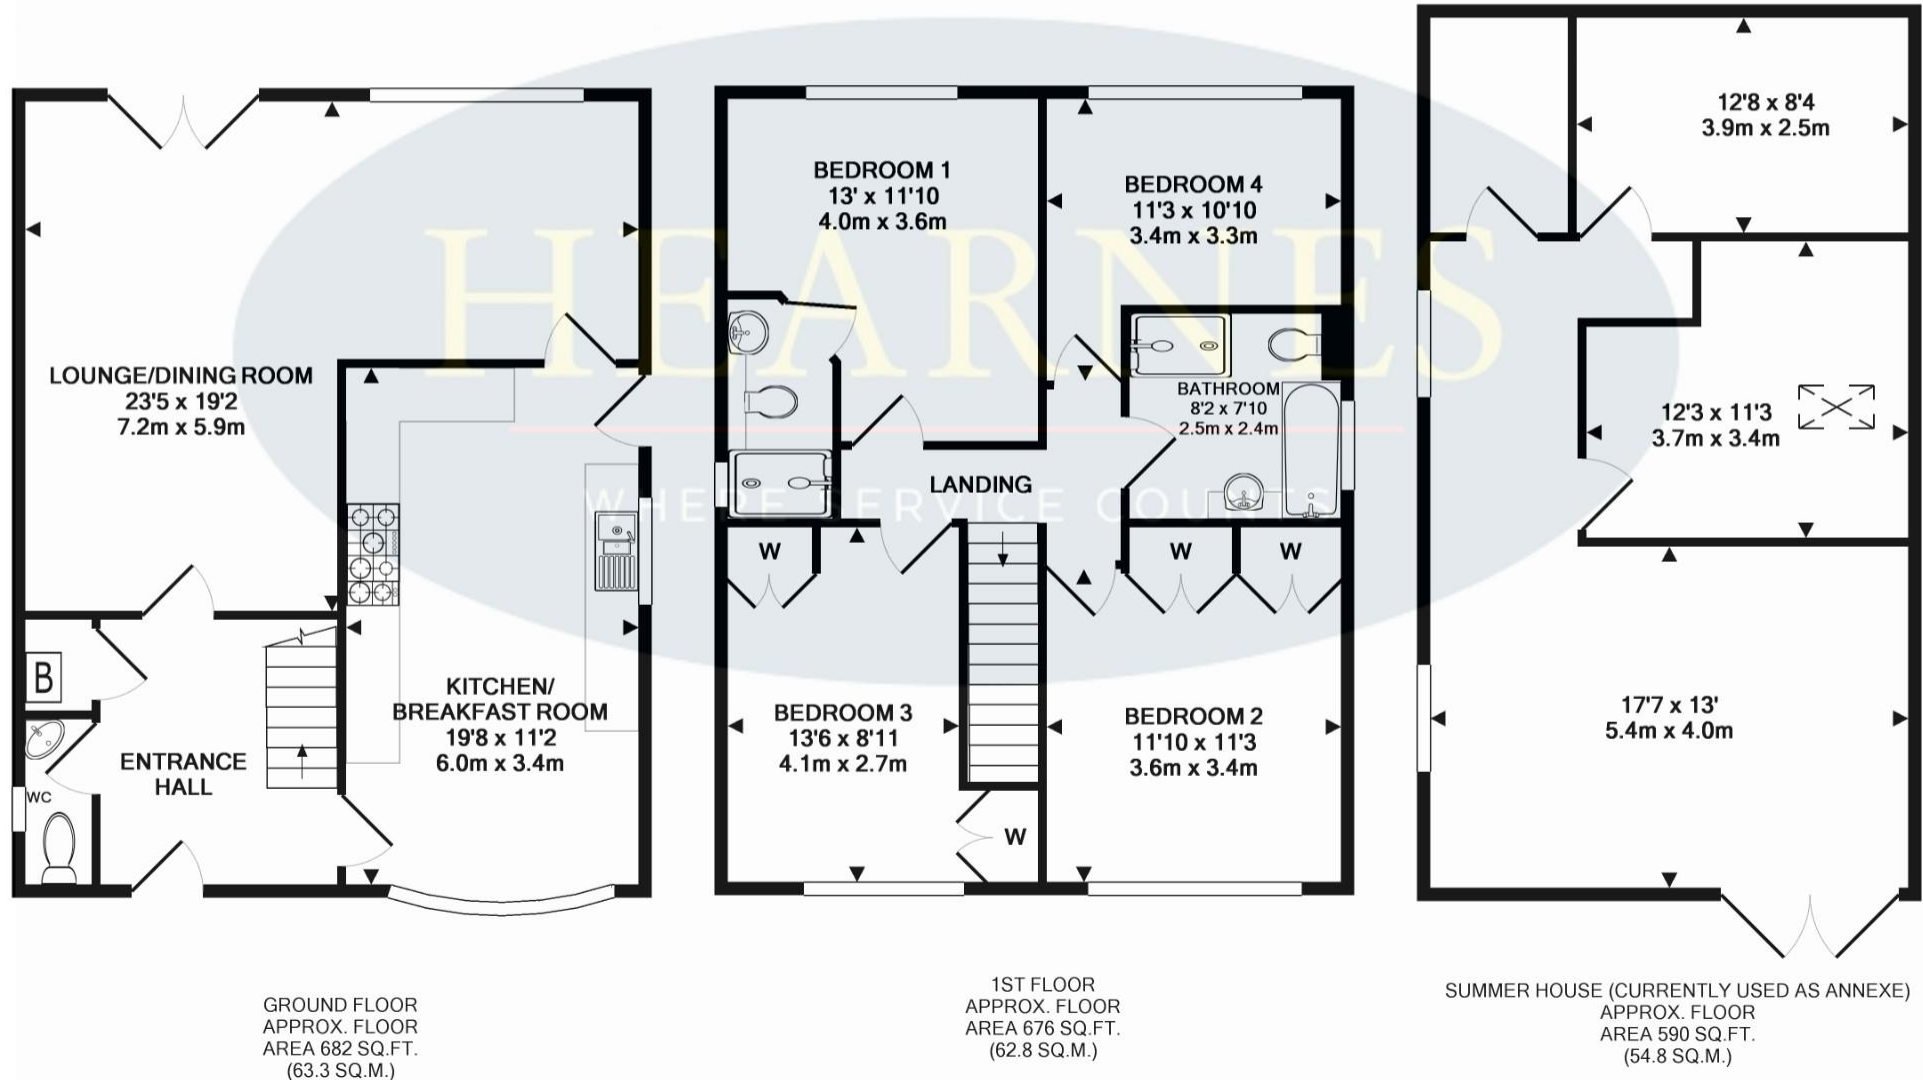 LOUNGE/DINING ROOM
23'5 x 19'2
7.2m x 5.9m
B
WC
ENTRANCE
HALL
KITCHEN/
BREAKFAST ROOM
19'8 x 11'2
6.0m x 3.4m
GROUND FLOOR
APPROX. FLOOR
AREA 682 SQ.FT.
(63.3 SQ.M.)
BEDROOM 1
13' x 11'10
4.0m x 3.6m
BEDROOM 4
11'3 x 10'10
3.4m x 3.3m
HEARNES
WHERE SERVICE COUNTS
BATHROOM
8'2 x 7'10
2.5m x 2.4m
LANDING
W
W
W
BEDROOM 3
13'6 x 8'11
4.1m x 2.7m
BEDROOM 2
11'10 x 11'3
3.6m x 3.4m
W
1ST FLOOR
APPROX. FLOOR
AREA 676 SQ.FT.
(62.8 SQ.M.)
12'8 x 8'4
3.9m x 2.5m
12'3 x 11'3
3.7m x 3.4m
17'7 x 13'
5.4m x 4.0m
SUMMER HOUSE (CURRENTLY USED AS ANNEXE)
APPROX. FLOOR
AREA 590 SQ.FT.
(54.8 SQ.M.)